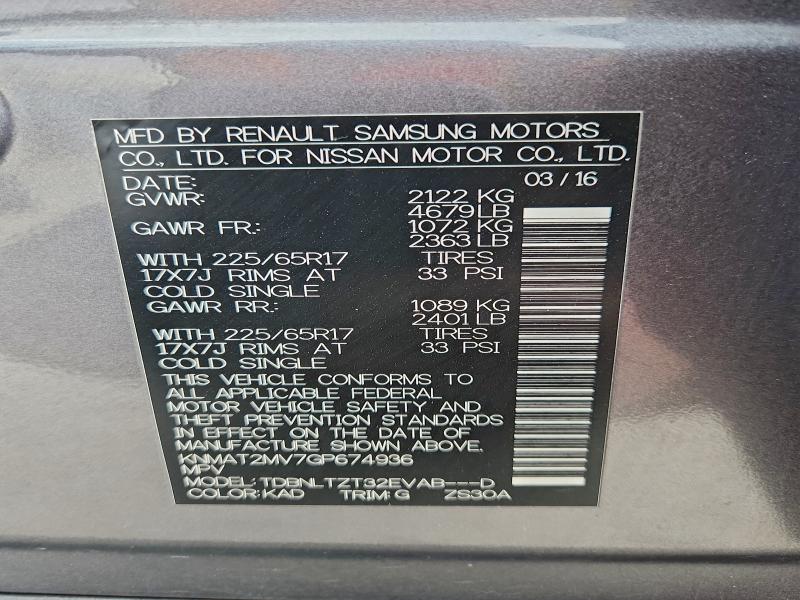 MFD BY RENAULT SAMSUNG MOTORS
CO., LTD. FOR NISSAN MOTOR CO., LTD.
DATE: 03/16
GVWR: 2122 KG
4679 LB
GAWR FR: 1072 KG
2363 LB
WITH 225/65R17 TIRES
17X7J RIMS AT 33 PSI
COLD SINGLE
GAWR RR: 1089 KG
2401 LB
WITH 225/65R17 TIRES
17X7J RIMS AT 33 PSI
COLD SINGLE
THIS VEHICLE CONFORMS TO
ALL APPLICABLE FEDERAL
MOTOR VEHICLE SAFETY AND
THEFT PREVENTION STANDARDS
IN EFFECT ON THE DATE OF
MANUFACTURE SHOWN ABOVE.
KNMAT2MV7GP674936
MPV
MODEL: TDBNLTZT32EVAB---D
COLOR: KAD TRIM: G ZS30A